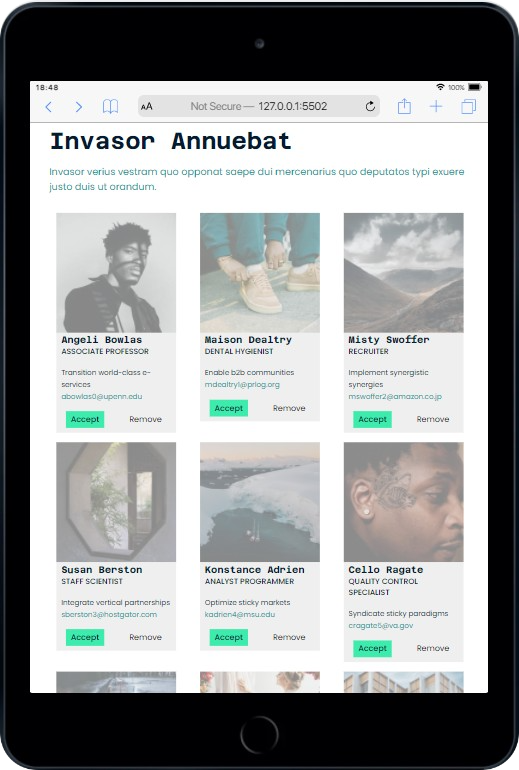 18:48
100%
AA
Not Secure — 127.0.0.1:5502
Invasor Annuebat
Invasor verius vestram quo opponat saepe dui mercenarius quo deputatos typi exuere
justo duis ut orandum.
Angeli Bowlas
ASSOCIATE PROFESSOR
Transition world-class e-
services
abowlas0@upenn.edu
Accept Remove
Maison Dealtry
DENTAL HYGIENIST
Enable b2b communities
mdealtry1@prlog.org
Accept Remove
Misty Swoffer
RECRUITER
Implement synergistic
synergies
mswoffer2@amazon.co.jp
Accept Remove
Susan Berston
STAFF SCIENTIST
Integrate vertical partnerships
sberston3@hostgator.com
Accept Remove
Konstance Adrien
ANALYST PROGRAMMER
Optimize sticky markets
kadrien4@msu.edu
Accept Remove
Cello Ragate
QUALITY CONTROL
SPECIALIST
Syndicate sticky paradigms
cragate5@va.gov
Accept Remove